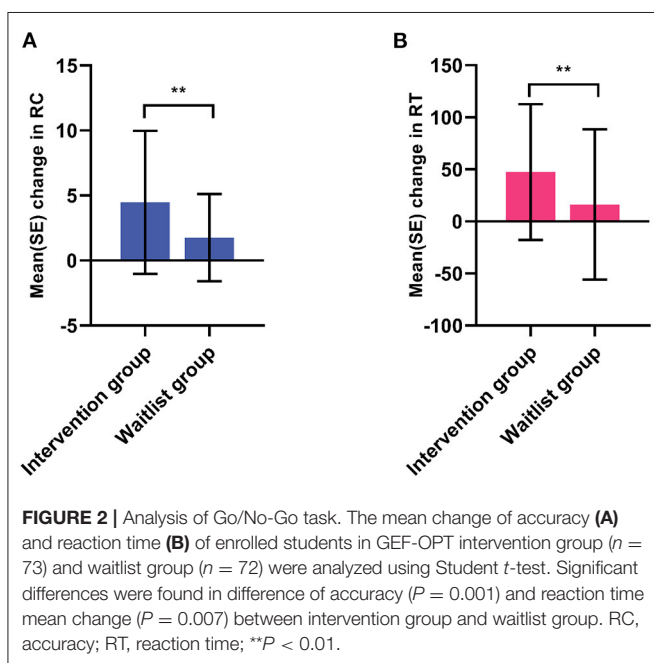 A
B
15
10
5
0
-5
Mean(SE) change in RC
**
Intervention group
Waitlist group
150
100
50
0
-50
-100
Mean(SE) change in RT
**
Intervention group
Waitlist group
FIGURE 2 | Analysis of Go/No-Go task. The mean change of accuracy (A)
and reaction time (B) of enrolled students in GEF-OPT intervention group (n =
73) and waitlist group (n = 72) were analyzed using Student t-test. Significant
differences were found in difference of accuracy (P = 0.001) and reaction time
mean change (P = 0.007) between intervention group and waitlist group. RC,
accuracy; RT, reaction time; **P < 0.01.